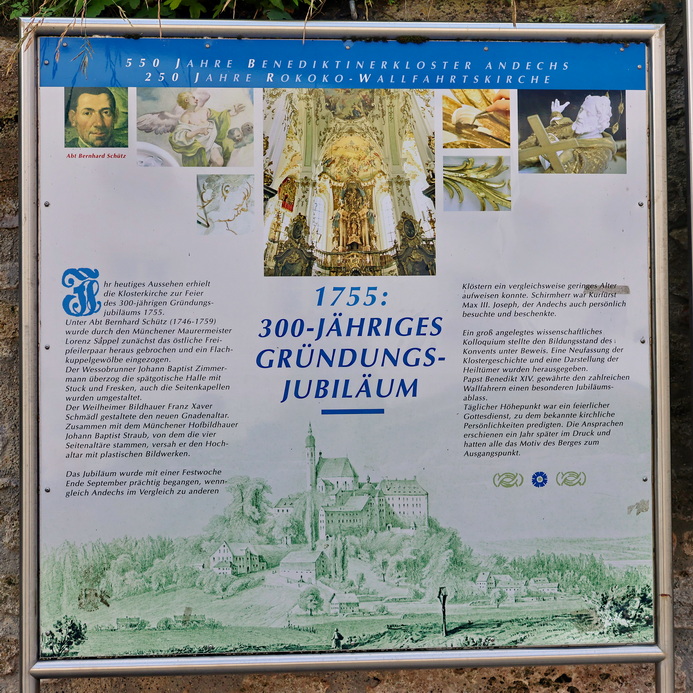 550 JAHRE BENEDIKTINERKLOSTER ANDECHS
250 JAHRE ROKOKO-WALLFAHRTSKIRCHE
Abt Bernhard Schütz
1755:
300-JÄHRIGES
GRÜNDUNGS-
JUBILÄUM
Ihr heutiges Aussehen erhielt
die Klosterkirche zur Feier
des 300-jährigen Gründungs-
jubiläums 1755.
Unter Abt Bernhard Schütz (1746-1759)
wurde durch den Münchener Maurermeister
Lorenz Sappel zunächst das östliche Frei-
pfeilerpaar heraus gebrochen und ein Flach-
kuppelgewölbe eingezogen.
Der Wessobrunner Johann Baptist Zimmer-
mann überzog die spätgotische Halle mit
Stuck und Fresken, auch die Seitenkapellen
wurden umgestaltet.
Der Weilheimer Bildhauer Franz Xaver
Schmädl gestaltete den neuen Gnadenaltar.
Zusammen mit dem Münchner Hofbildhauer
Johann Baptist Straub, von dem die vier
Seitenaltäre stammen, versah er den Hoch-
altar mit plastischen Bildwerken.
Das Jubiläum wurde mit einer Festwoche
Ende September prächtig begangen, wenn-
gleich Andechs im Vergleich zu anderen
Klöstern ein vergleichsweise geringes Alter
aufweisen konnte. Schirmherr war Kurfürst
Max III. Joseph, der Andechs auch persönlich
besuchte und beschenkte.
Ein groß angelegtes wissenschaftliches
Kolloquium stellte den Bildungsstand des
Konvents unter Beweis. Eine Neufassung der
Klostergeschichte und eine Darstellung der
Heiltümer wurden herausgegeben.
Papst Benedikt XIV. gewährte den zahlreichen
Wallfahrern einen besonderen Jubiläums-
ablass.
Täglicher Höhepunkt war ein feierlicher
Gottesdienst, zu dem bekannte kirchliche
Persönlichkeiten predigten. Die Ansprachen
erschienen ein Jahr später im Druck und
hatten alle das Motiv des Berges zum
Ausgangspunkt.